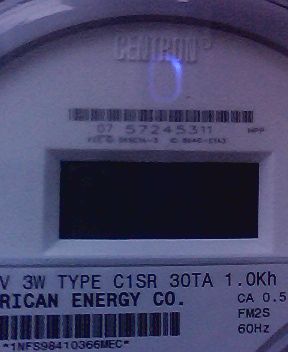 CENTRON®
07 57245311
V 3W TYPE C1SR 30TA 1.0Kh
RICAN ENERGY CO.
CA 0.5
FM2S
60Hz
*1NFS98410366MEC*